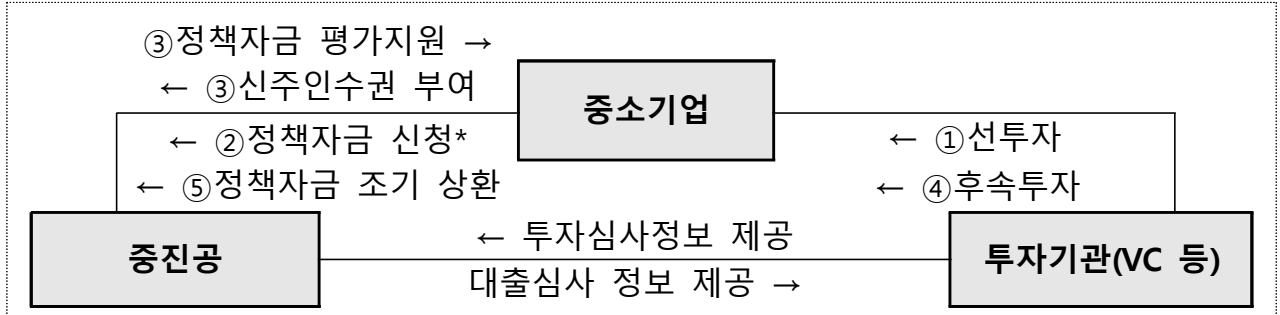 ③정책자금 평가지원 →
← ③신주인수권 부여
중소기업
← ②정책자금 신청*
← ①선투자
← ⑤정책자금 조기 상환
← ④후속투자
중진공
← 투자심사정보 제공
대출심사 정보 제공 →
투자기관(VC 등)